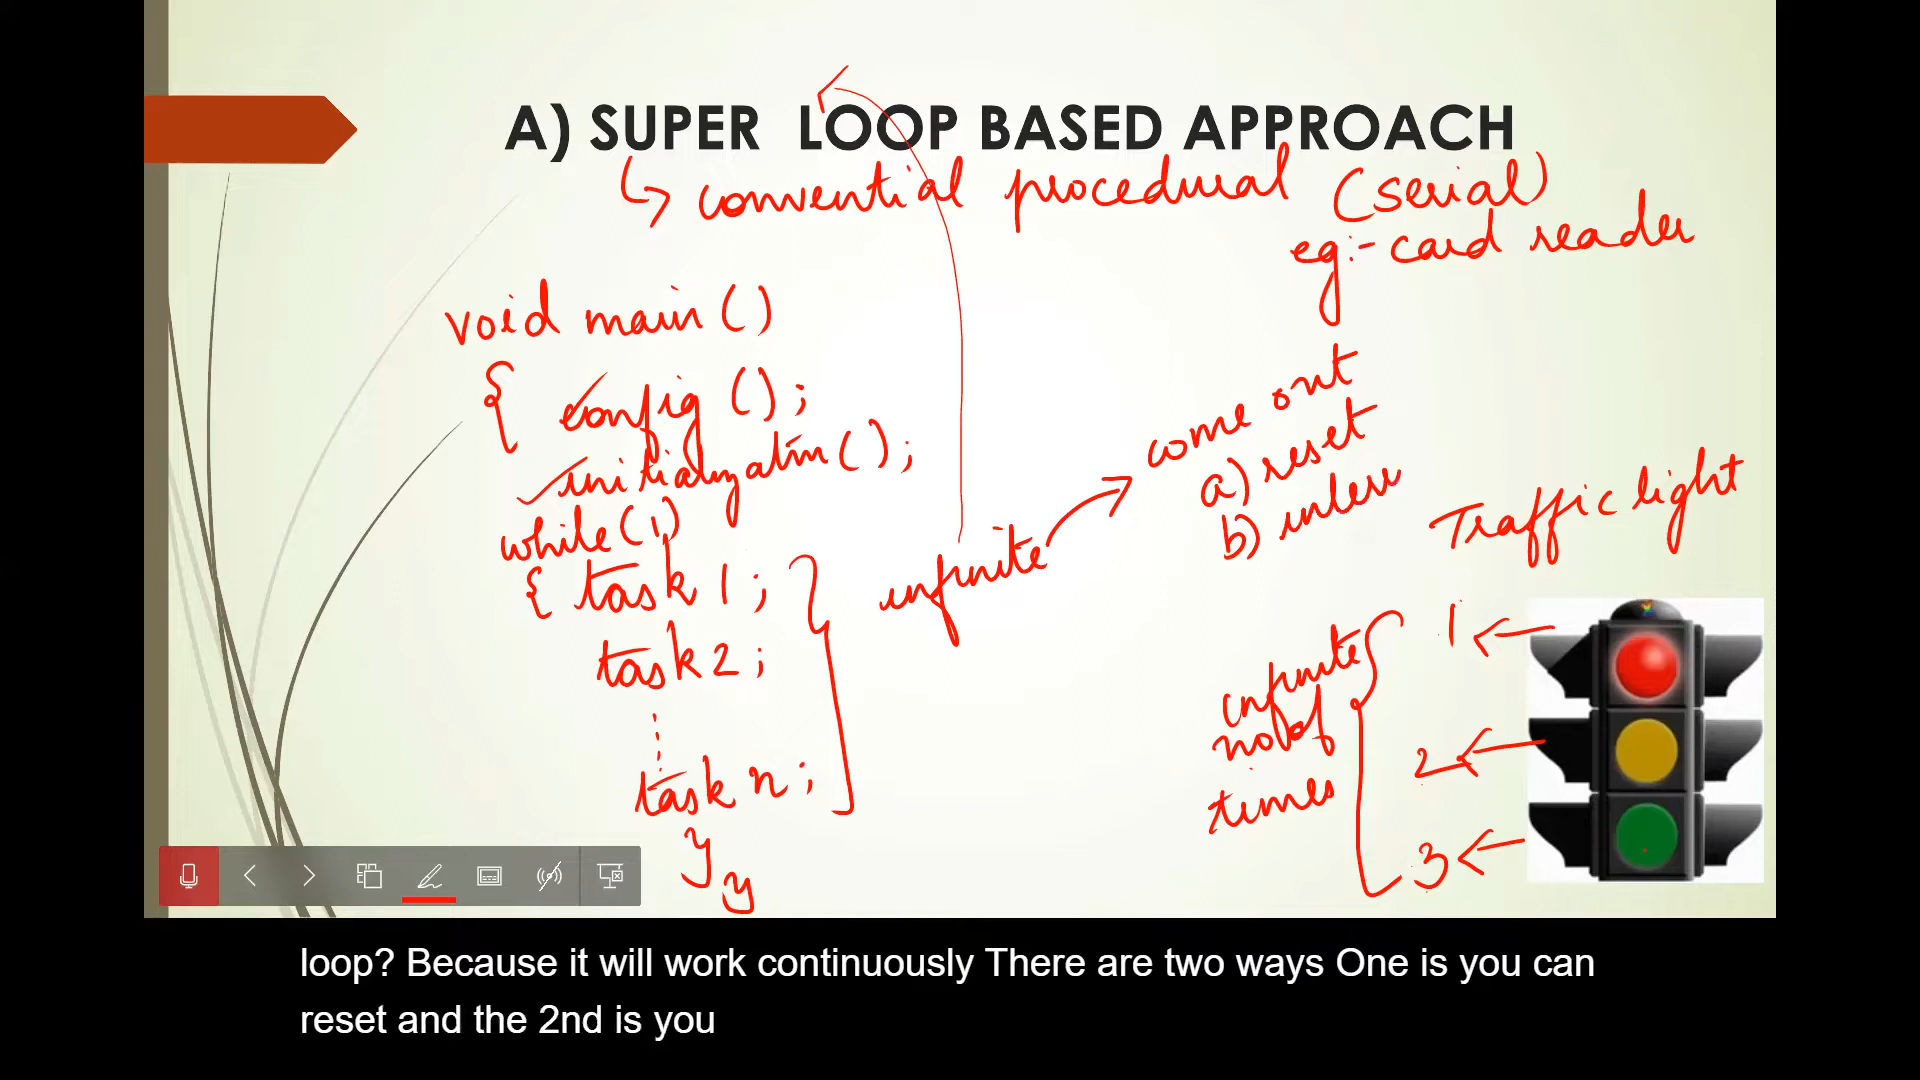 A) SUPER LOOP BASED APPROACH
convential procedural (serial)
eg:- card reader
void main ()
{ config ();
initialization ();
while(1)
{ task 1;
task 2;
task n;
}
}
infinite
come out
a) reset
b)
Traffic light
1
2
3
infinite
no of
times
loop? Because it will work continuously There are two ways One is you can
reset and the 2nd is you